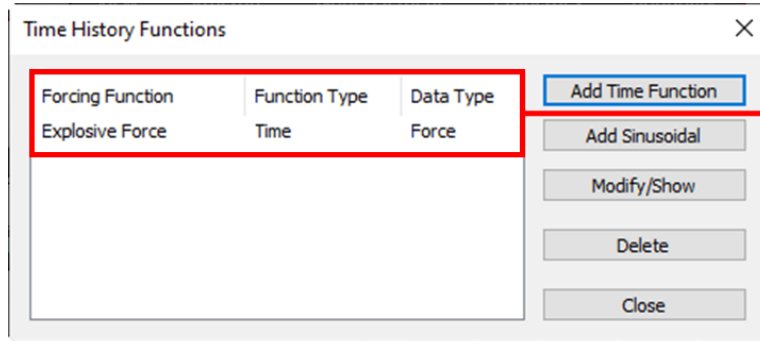 Time History Functions
Forcing Function Function Type Data Type
Explosive Force Time Force
Add Time Function
Add Sinusoidal
Modify/Show
Delete
Close